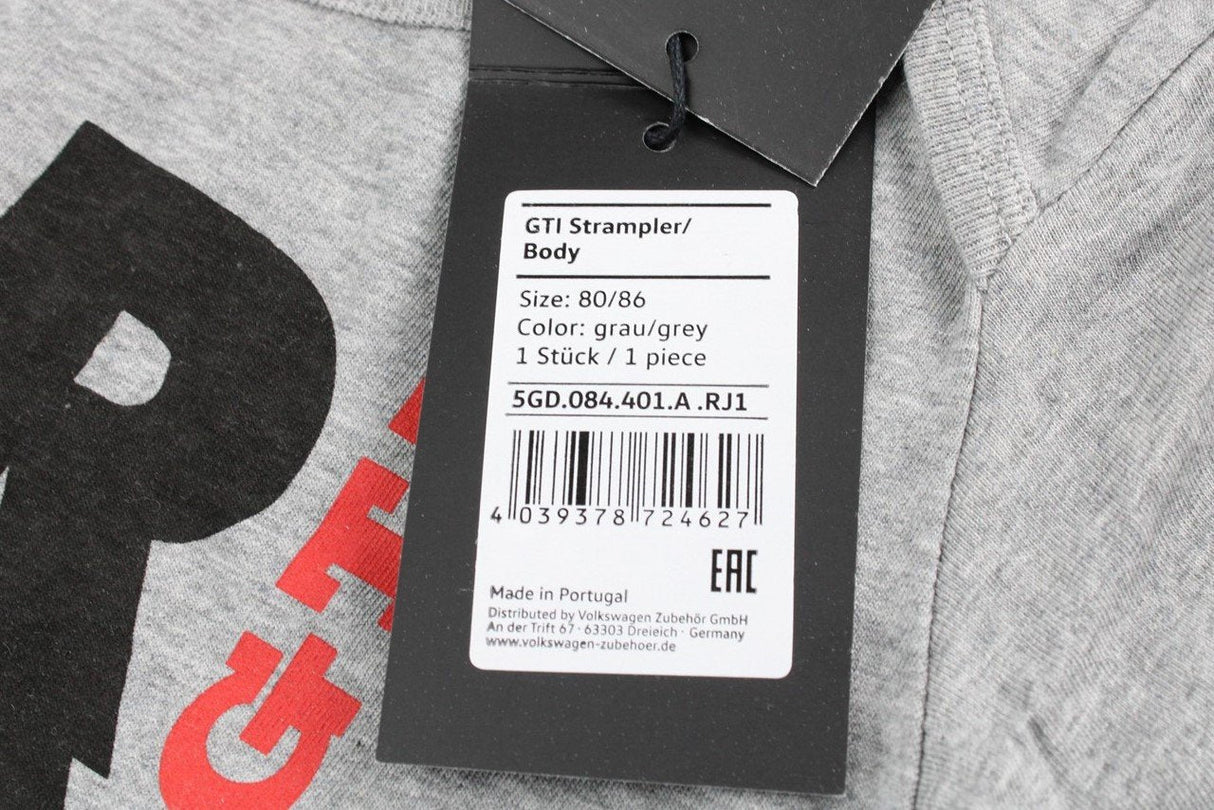 GTI Strampler/
Body
Size: 80/86
Color: grau/grey
1 Stück / 1 piece
5GD.084.401.A .RJ1
4 039378 724627
EAC
Made in Portugal
Distributed by Volkswagen Zubehör GmbH
An der Trift 67 · 63303 Dreieich · Germany
www.volkswagen-zubehoer.de
R
GTI